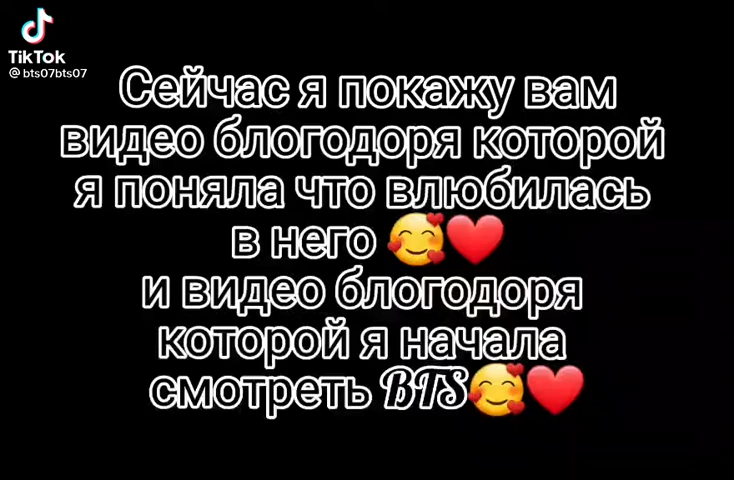 TikTok
@bts07bts07
Сейчас я покажу вам
видео блогодоря которой
я поняла что влюбилась
в него 🥰❤️
и видео блогодоря
которой я начала
смотреть BTS🥰❤️